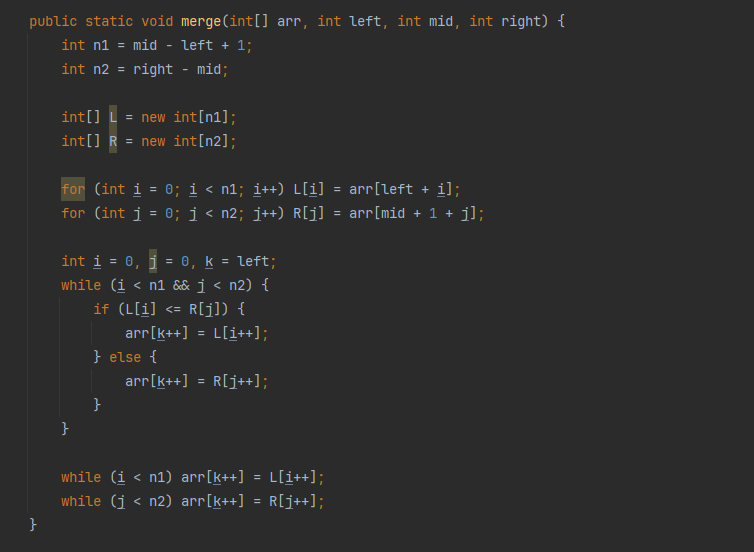 public static void merge(int[] arr, int left, int mid, int right) {
    int n1 = mid - left + 1;
    int n2 = right - mid;

    int[] L = new int[n1];
    int[] R = new int[n2];

    for (int i = 0; i < n1; i++) L[i] = arr[left + i];
    for (int j = 0; j < n2; j++) R[j] = arr[mid + 1 + j];

    int i = 0, j = 0, k = left;
    while (i < n1 && j < n2) {
        if (L[i] <= R[j]) {
            arr[k++] = L[i++];
        } else {
            arr[k++] = R[j++];
        }
    }

    while (i < n1) arr[k++] = L[i++];
    while (j < n2) arr[k++] = R[j++];
}